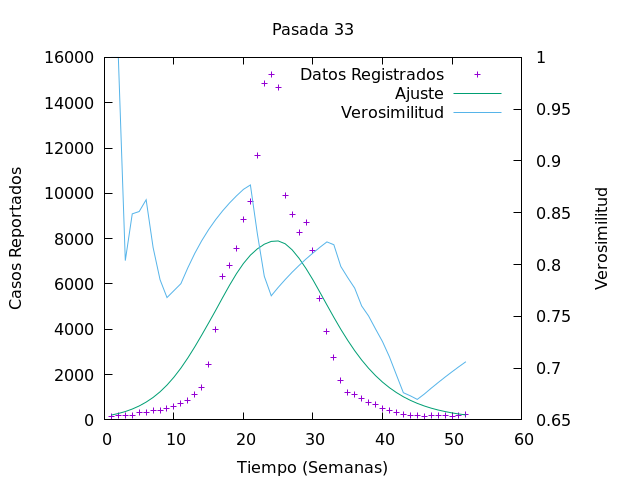 Pasada 33
Datos Registrados
Ajuste
Verosimilitud
Casos Reportados
16000
14000
12000
10000
8000
6000
4000
2000
0
1
0.95
0.9
0.85
0.8
0.75
0.7
0.65
Verosimilitud
0 10 20 30 40 50 60
Tiempo (Semanas)